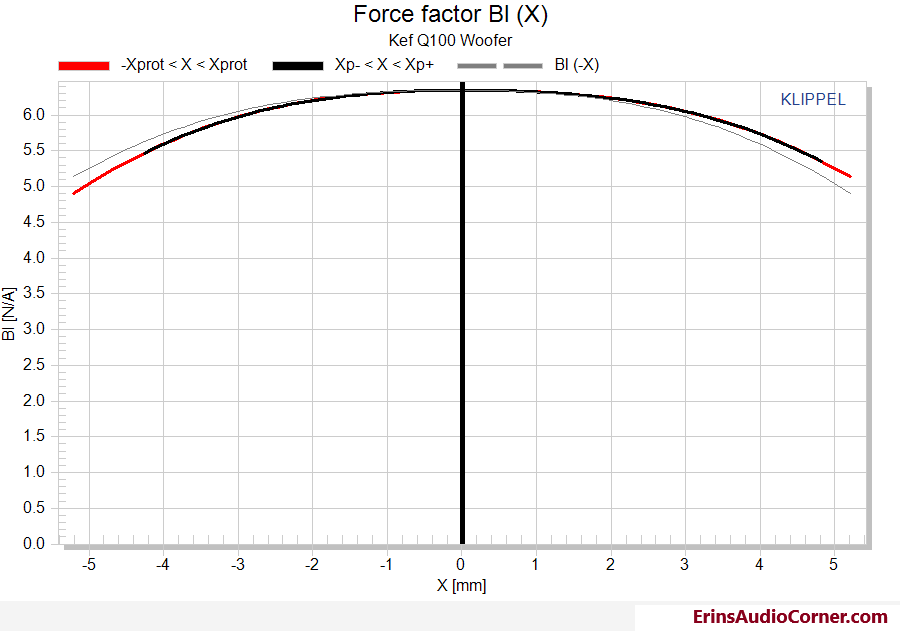 Force factor Bl (X)
Kef Q100 Woofer
-Xprot < X < Xprot Xp- < X < Xp+ Bl (-X)
KLIPPEL
6.0
5.5
5.0
4.5
4.0
3.5
3.0
2.5
2.0
1.5
1.0
0.5
0.0
Bl [N/A]
-5 -4 -3 -2 -1 0 1 2 3 4 5
X [mm]
ErinsAudioCorner.com